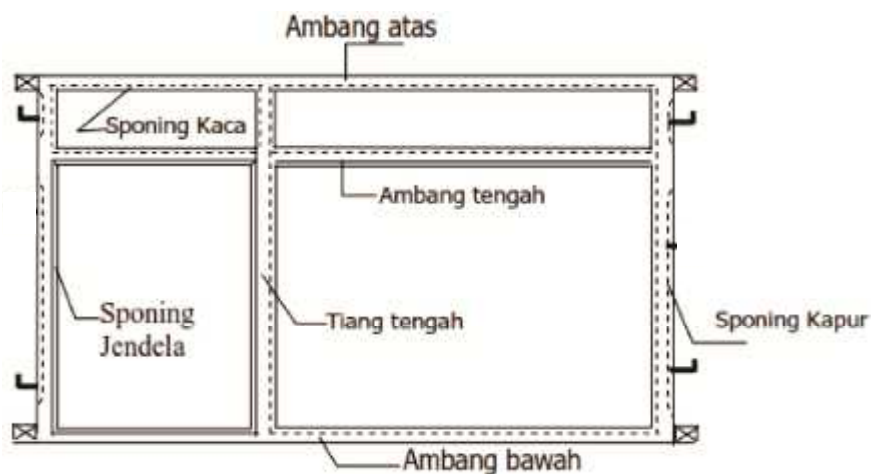 Ambang atas
Sponing Kaca
Ambang tengah
Sponing
Jendela
Tiang tengah
Sponing Kapur
Ambang bawah